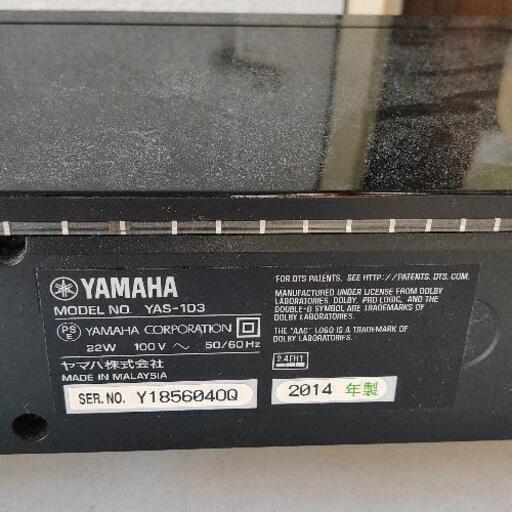 YAMAHA
MODEL NO. YAS-103
PS
E YAMAHA CORPORATION
22W 100V ～ 50/60Hz
ヤマハ株式会社
MADE IN MALAYSIA
SER.NO. Y1856040Q
FOR DTS PATENTS, SEE HTTP://PATENTS.DTS.COM.
MANUFACTURED UNDER LICENSE FROM DOLBY
LABORATORIES. DOLBY, PRO LOGIC, AND THE
DOUBLE-D SYMBOL ARE TRADEMARKS OF
DOLBY LABORATORIES.
THE "AAC" LOGO IS A TRADEMARK OF
DOLBY LABORATORIES.
2.4FH1
2014 年製